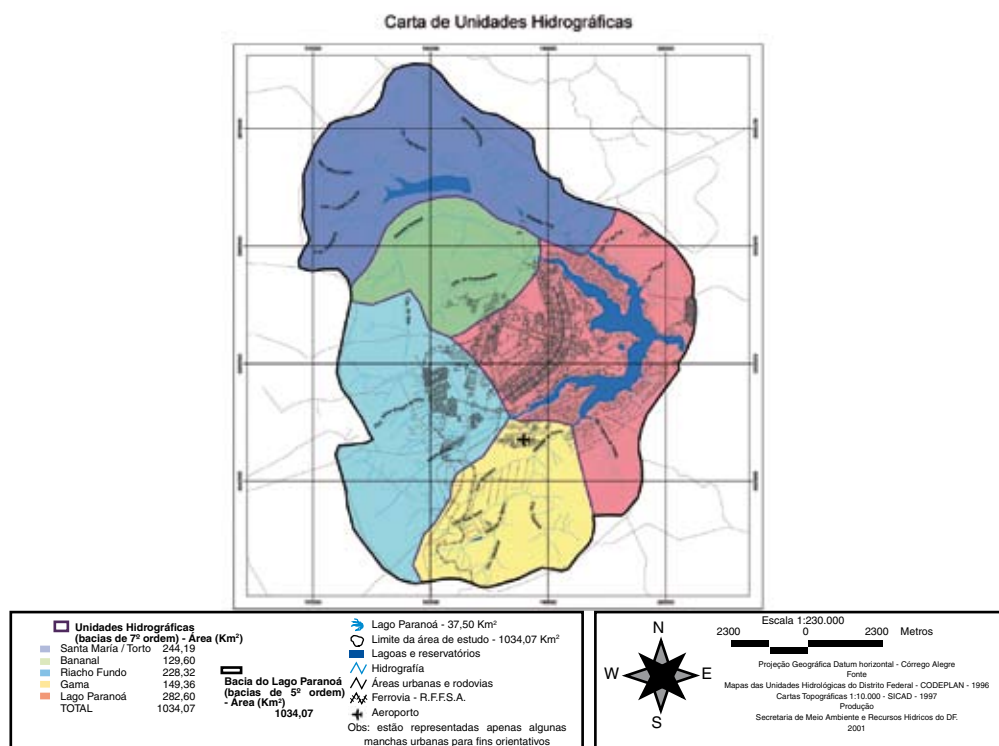 Carta de Unidades Hidrográficas
Unidades Hidrográficas
(bacias de 7º ordem) - Área (Km²)
Santa María / Torto 244,19
Bananal 129,60
Riacho Fundo 228,32
Gama 149,36
Lago Paranoá 282,60
TOTAL 1034,07
Bacia do Lago Paranoá
(bacias de 5º ordem)
- Área (Km²)
1034,07
Lago Paranoá - 37,50 Km²
Limite da área de estudo - 1034,07 Km²
Lagoas e reservatórios
Hidrografía
Áreas urbanas e rodovias
Ferrovia - R.F.F.S.A.
Aeroporto
Obs: estão representadas apenas algumas
manchas urbanas para fins orientativos
N
W E
S
Escala 1:230.000
2300 0 2300 Metros
Projeção Geográfica Datum horizontal - Córrego Alegre
Fonte
Mapas das Unidades Hidrológicas do Distrito Federal - CODEPLAN - 1996
Cartas Topográficas 1:10.000 - SICAD - 1997
Produção
Secretaria de Meio Ambiente e Recursos Hídricos do DF.
2001